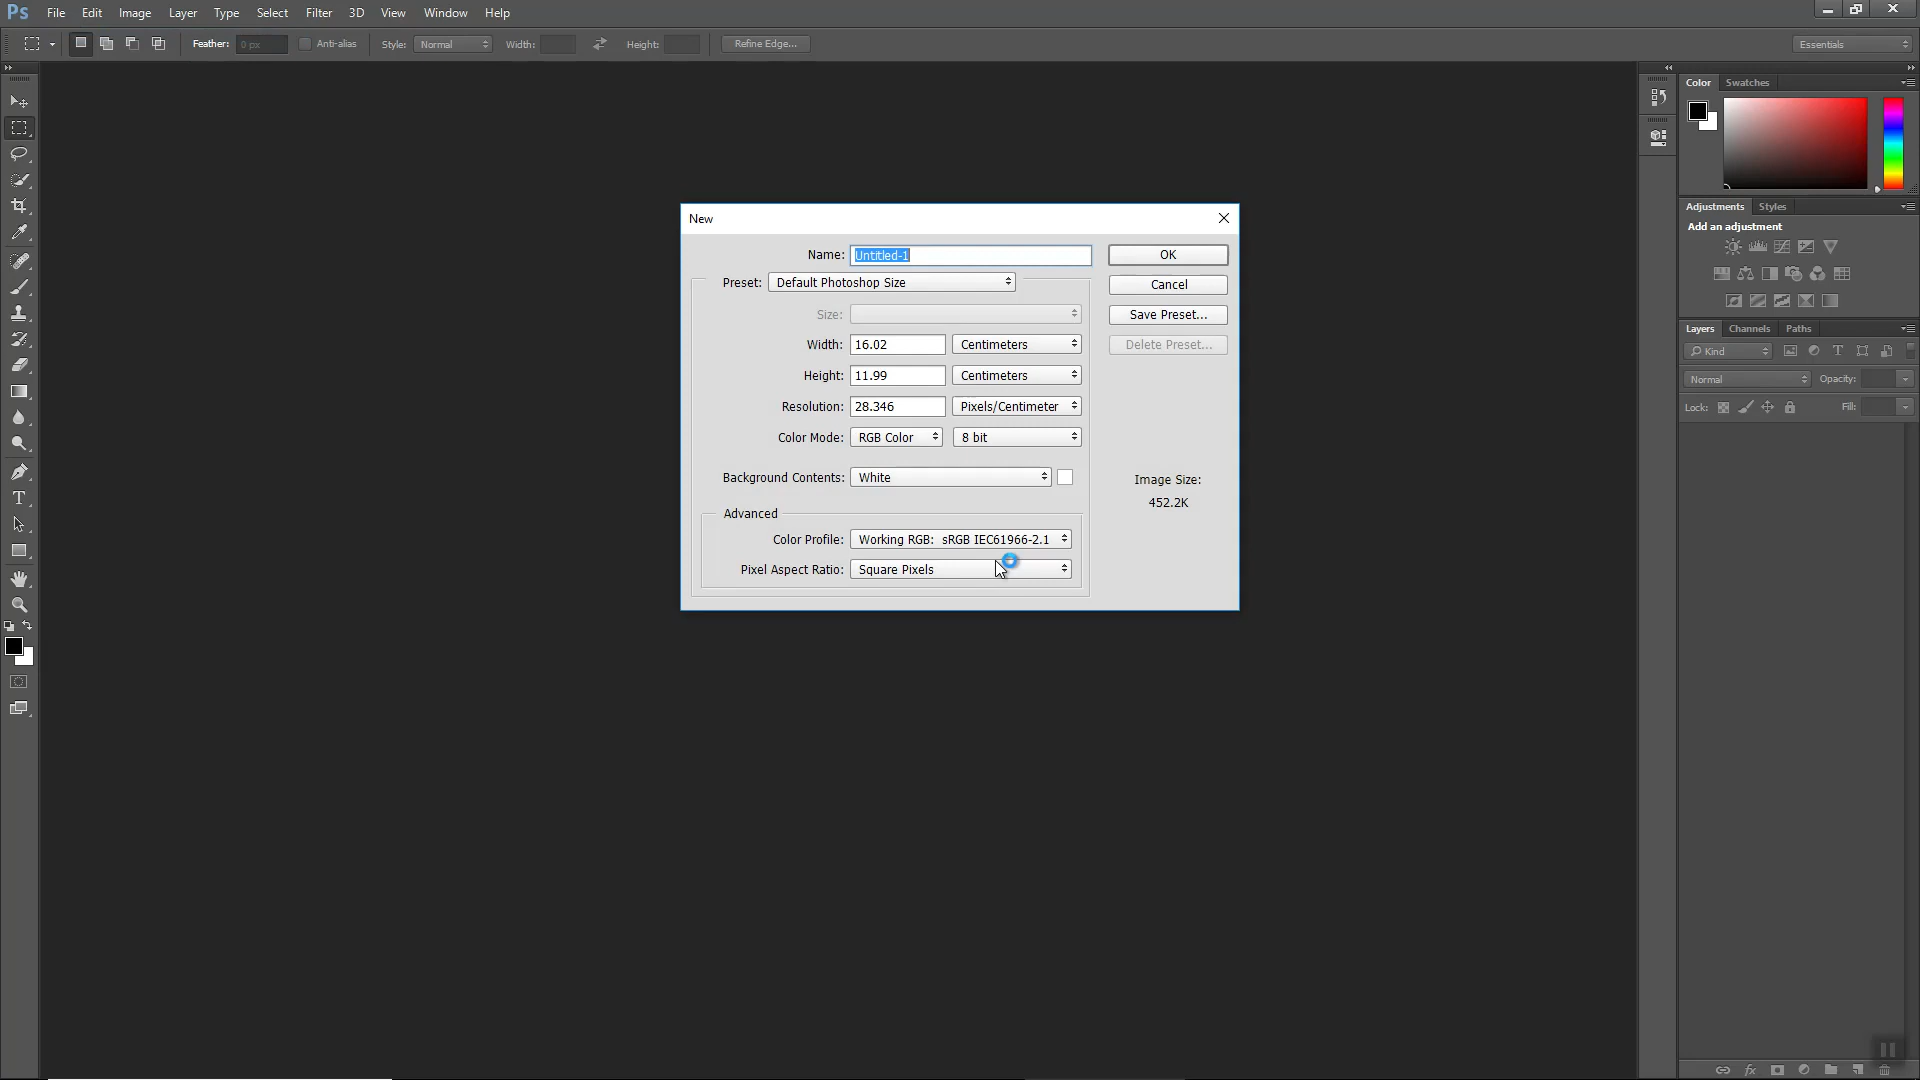 Ps File Edit Image Layer Type Select Filter 3D View Window Help
Feather: 0 px Anti-alias Style: Normal Width: Height: Refine Edge... Essentials
Color Swatches
Adjustments Styles
Add an adjustment
Layers Channels Paths
Kind
Normal Opacity:
Lock: Fill:
T
New
Name: Untitled-1 OK
Preset: Default Photoshop Size Cancel
Size: Save Preset...
Width: 16.02 Centimeters Delete Preset...
Height: 11.99 Centimeters
Resolution: 28.346 Pixels/Centimeter
Color Mode: RGB Color 8 bit
Background Contents: White Image Size:
452.2K
Advanced
Color Profile: Working RGB: sRGB IEC61966-2.1
Pixel Aspect Ratio: Square Pixels
T
fx